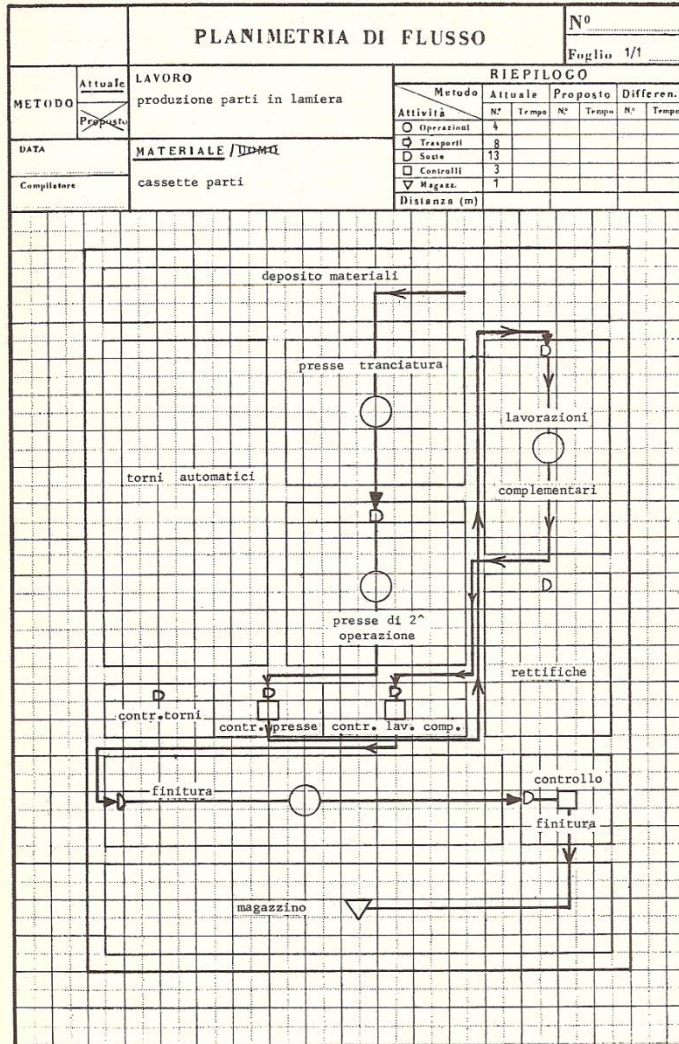 PLANIMETRIA DI FLUSSO
Nº
Foglio 1/1
METODO
Attuale
Proposto
LAVORO
produzione parti in lamiera
DATA
Compilatore
MATERIALE / UOMO
cassette parti
RIEPILOGO
Metodo Attuale Proposto Differen.
Attività N.º Tempo N.º Tempo N.º Tempo
Operazioni 4
Trasporti 8
Soste 13
Controlli 3
Magazz. 1
Distanza (m)
deposito materiali
presse tranciatura
lavorazioni
torni automatici
complementari
presse di 2^
operazione
rettifiche
contr.torni
contr. presse
contr. lav. comp.
finitura
controllo
finitura
magazzino